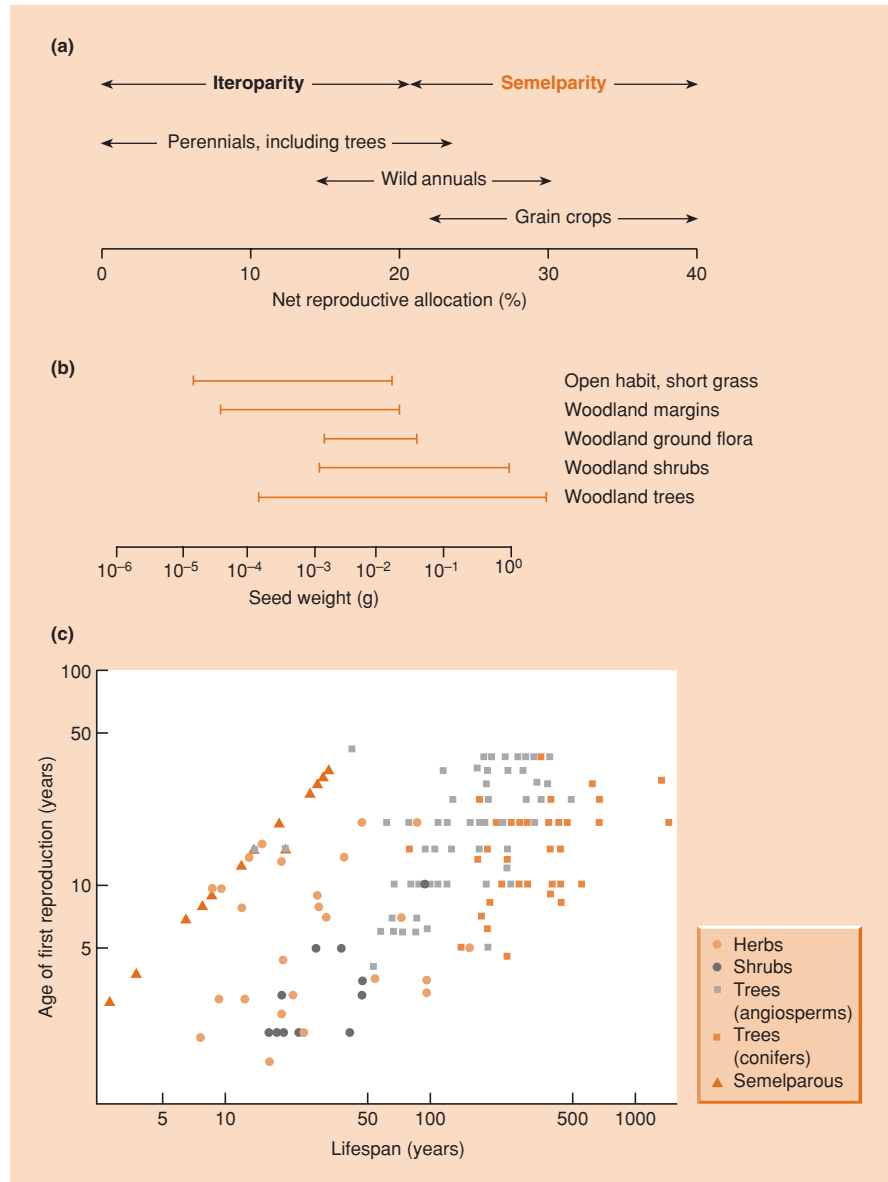 (a)
Iteroparity Semelparity
Perennials, including trees
Wild annuals
Grain crops
0 10 20 30 40
Net reproductive allocation (%)
(b)
Open habit, short grass
Woodland margins
Woodland ground flora
Woodland shrubs
Woodland trees
10⁻⁶ 10⁻⁵ 10⁻⁴ 10⁻³ 10⁻² 10⁻¹ 10⁰
Seed weight (g)
(c)
100
50
10
5
Age of first reproduction (years)
5 10 50 100 500 1000
Lifespan (years)
Herbs
Shrubs
Trees
(angiosperms)
Trees
(conifers)
Semelparous